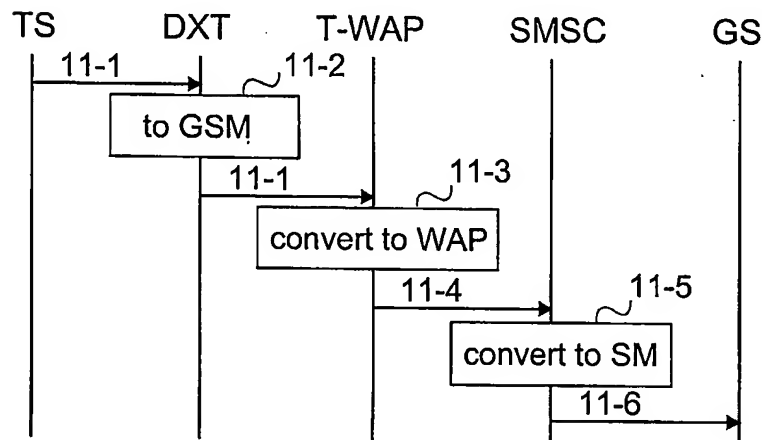 TS DXT T-WAP SMSC GS
11-1 11-2
to GSM
11-1 11-3
convert to WAP
11-4 11-5
convert to SM
11-6